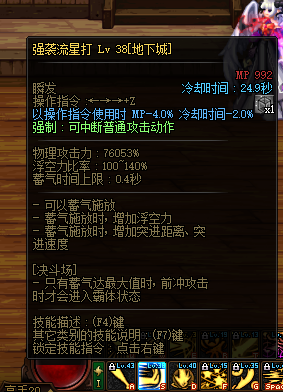 强袭流星打 Lv 38[地下城]
MP 992
瞬发 冷却时间:24.9秒
操作指令:←→←→+Z
x1
以操作指令使用时 MP-4.0% 冷却时间-2.0%
强制:可中断普通攻击动作
物理攻击力:76053%
浮空力比率:100~140%
蓄气时间上限:0.4秒
- 可以蓄气施放
- 蓄气施放时,增加浮空力
- 蓄气施放时,增加突进距离、突
进速度
[决斗场]
- 只有蓄气达最大值时,前冲攻击
时才会进入霸体状态
技能描述:(F4)键
其它类别的技能说明:(F7)键
锁定技能指令:点击右键
Lv.43 Lv.38 Lv.40 Lv.45 Lv.35
A S D F G